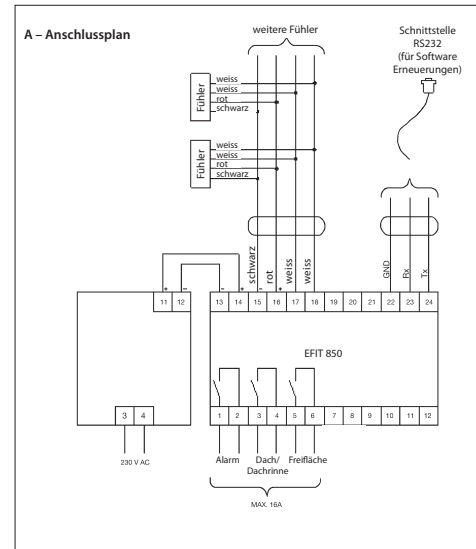 A – Anschlussplan
weitere Fühler
Schnittstelle
RS232
(für Software
Erneuerungen)
Fühler
weiss
weiss
rot
schwarz
Fühler
weiss
weiss
rot
schwarz
schwarz
rot
weiss
weiss
GND
Rx
Tx
+ −
− + − +
11 12
13 14 15 16 17 18 19 20 21 22 23 24
EFIT 850
3 4
1 2 3 4 5 6 7 8 9 10 11 12
230 V AC
Alarm
Dach/
Dachrinne
Freifläche
MAX. 16A